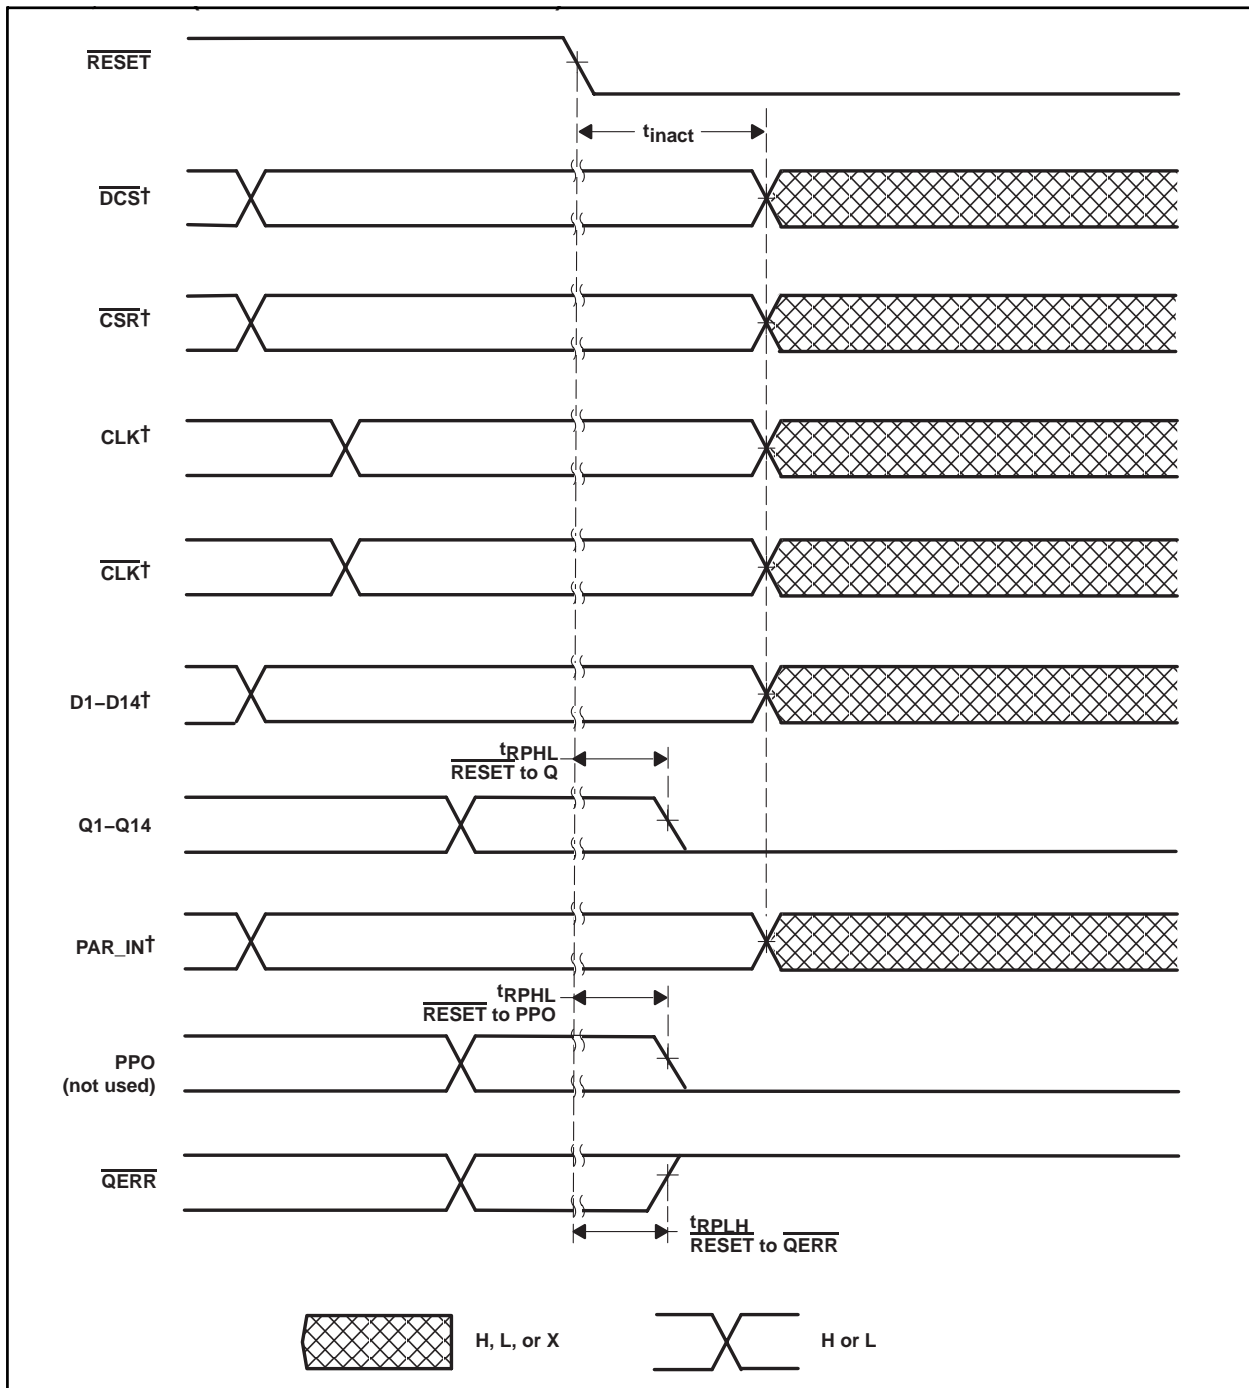 RESET
tinact
DCS†
CSR†
CLK†
CLK†
D1–D14†
tRPHL
RESET to Q
Q1–Q14
PAR_IN†
tRPHL
RESET to PPO
PPO
(not used)
QERR
tRPLH
RESET to QERR
H, L, or X
H or L